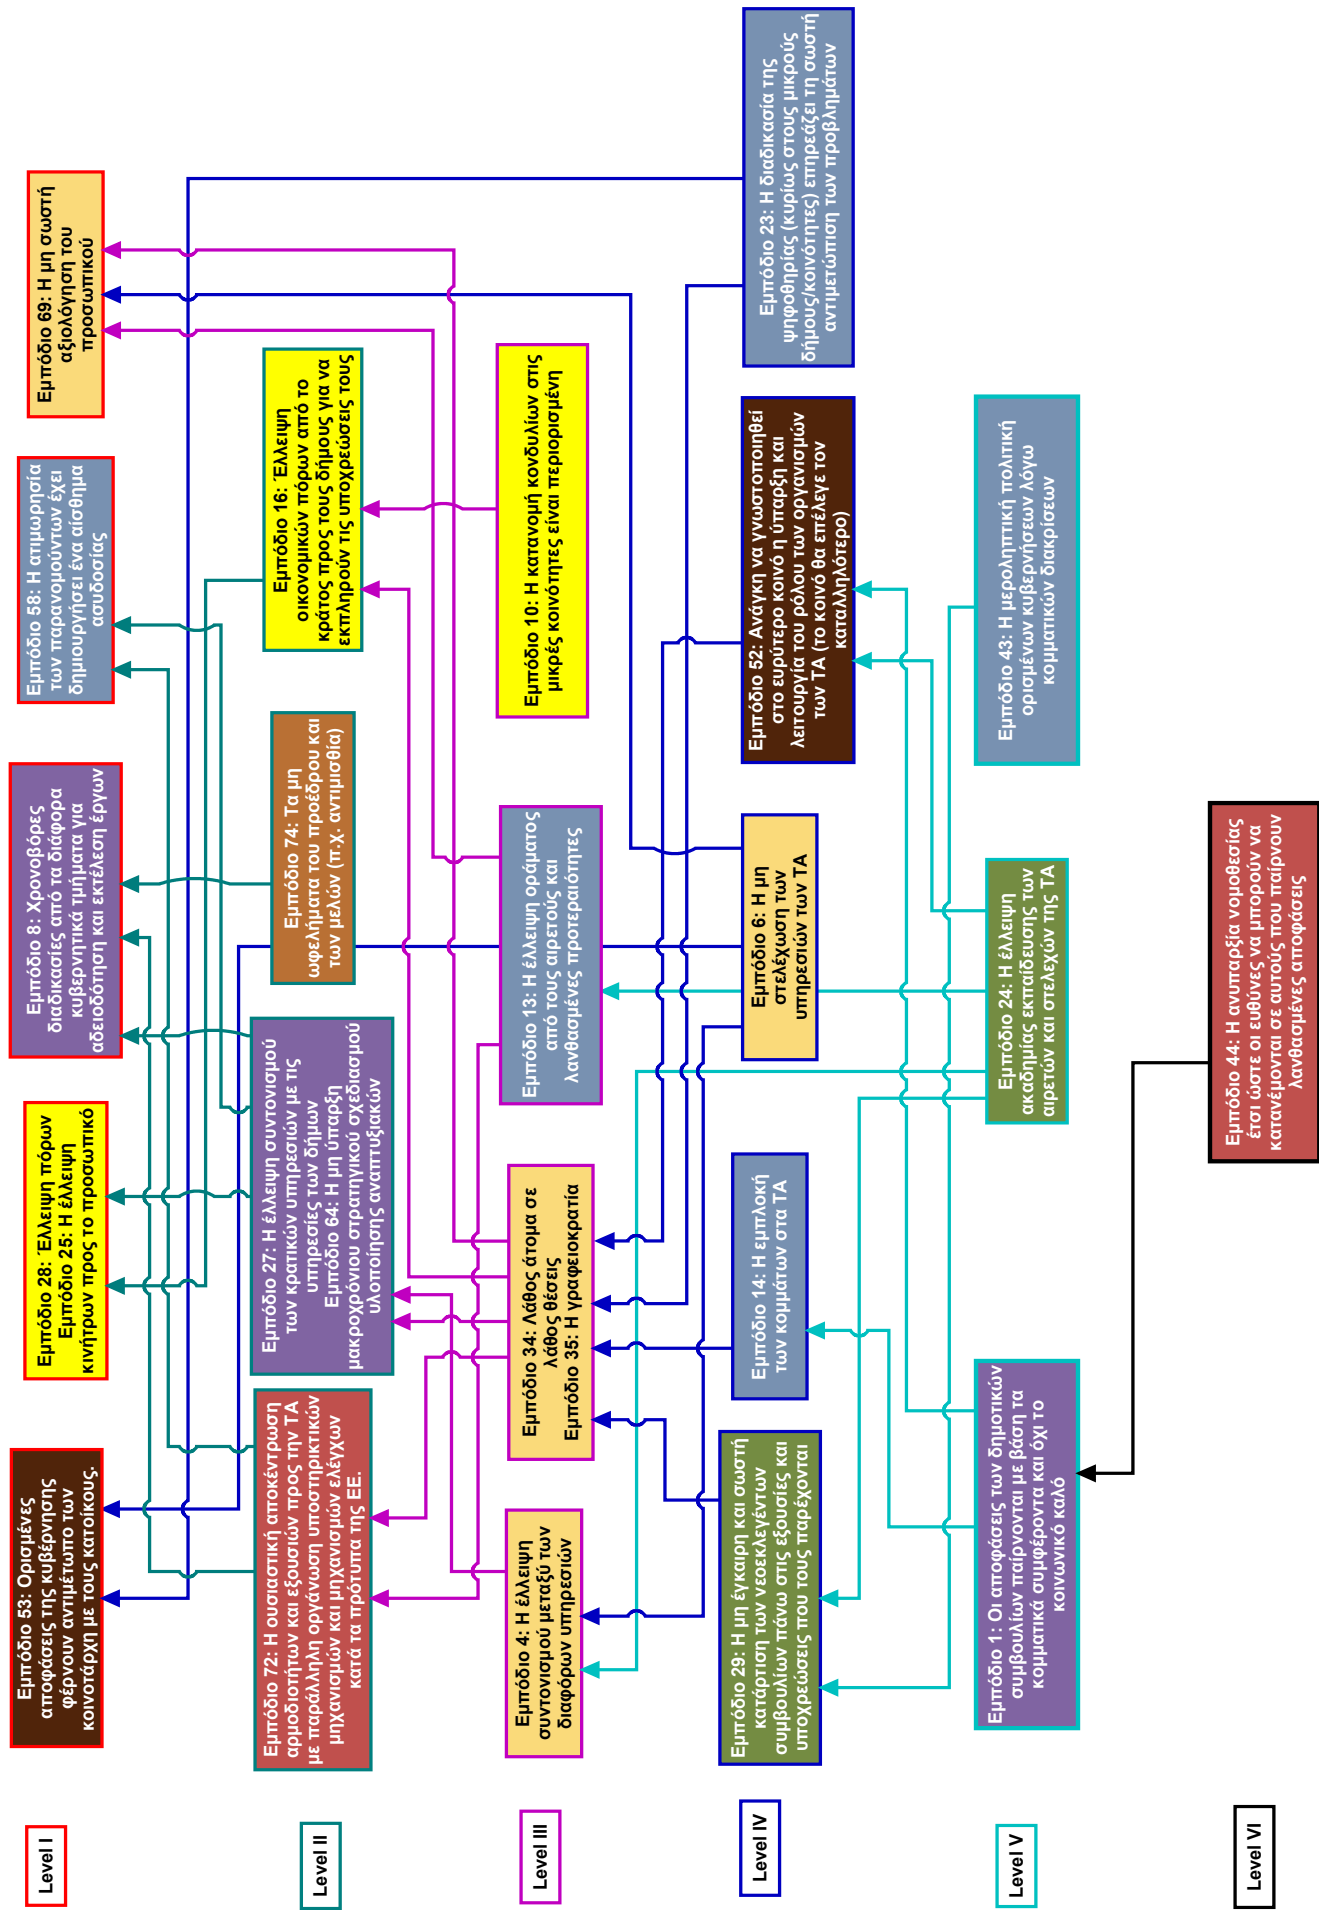 Level I
Εμπόδιο 53: Ορισμένες
αποφάσεις της κυβέρνησης
φέρνουν αντιμέτωπο των
κοινοτάρχη με τους κατοίκους.
Εμπόδιο 28: Έλλειψη πόρων
Εμπόδιο 25: Η έλλειψη
κινήτρων προς το προσωπικό
Εμπόδιο 8: Χρονοβόρες
διαδικασίες από τα διάφορα
κυβερνητικά τμήματα για
αδειοδότηση και εκτέλεση έργων
Εμπόδιο 58: Η ατιμωρησία
των παρανομούντων έχει
δημιουργήσει ένα αίσθημα
ασυδοσίας
Εμπόδιο 69: Η μη σωστή
αξιολόγηση του
προσωπικού
Level II
Εμπόδιο 72: Η ουσιαστική αποκέντρωση
αρμοδιοτήτων και εξουσιών προς την ΤΑ
με παράλληλη οργάνωση υποστηρικτικών
μηχανισμών και μηχανισμών ελέγχων
κατά τα πρότυπα της ΕΕ.
Εμπόδιο 27: Η έλλειψη συντονισμού
των κρατικών υπηρεσιών με τις
υπηρεσίες των δήμων
Εμπόδιο 64: Η μη ύπαρξη
μακροχρόνιου στρατηγικού σχεδιασμού
υλοποίησης αναπτυξιακών
Εμπόδιο 74: Τα μη
ωφελήματα του προέδρου και
των μελών (π.χ. αντιμισθία)
Εμπόδιο 16: Έλλειψη
οικονομικών πόρων από το
κράτος προς τους δήμους για να
εκπληρούν τις υποχρεώσεις τους
Level III
Εμπόδιο 4: Η έλλειψη
συντονισμού μεταξύ των
διαφόρων υπηρεσιών
Εμπόδιο 34: Λάθος άτομα σε
λάθος θέσεις
Εμπόδιο 35: Η γραφειοκρατία
Εμπόδιο 13: Η έλλειψη οράματος
από τους αιρετούς και
λανθασμένες προτεραιότητες
Εμπόδιο 10: Η κατανομή κονδυλίων στις
μικρές κοινότητες είναι περιορισμένη
Level IV
Εμπόδιο 29: Η μη έγκαιρη και σωστή
κατάρτιση των νεοεκλεγέντων
συμβουλίων πάνω στις εξουσίες και
υποχρεώσεις που τους παρέχονται
Εμπόδιο 14: Η εμπλοκή
των κομμάτων στα ΤΑ
Εμπόδιο 6: Η μη
στελέχωση των
υπηρεσιών των ΤΑ
Εμπόδιο 52: Ανάγκη να γνωστοποιηθεί
στο ευρύτερο κοινό η ύπαρξη και
λειτουργία του ρόλου των οργανισμών
των ΤΑ (το κοινό θα επέλεγε τον
καταλληλότερο)
Εμπόδιο 23: Η διαδικασία της
ψηφοθηρίας (κυρίως στους μικρούς
δήμους/κοινότητες) επηρεάζει τη σωστή
αντιμετώπιση των προβλημάτων
Level V
Εμπόδιο 1: Οι αποφάσεις των δημοτικών
συμβουλίων παίρνονται με βάση τα
κομματικά συμφέροντα και όχι το
κοινωνικό καλό
Εμπόδιο 24: Η έλλειψη
ακαδημίας εκπαίδευσης των
αιρετών και στελεχών της ΤΑ
Εμπόδιο 43: Η μεροληπτική πολιτική
ορισμένων κυβερνήσεων λόγω
κομματικών διακρίσεων
Level VI
Εμπόδιο 44: Η ανυπαρξία νομοθεσίας
έτσι ώστε οι ευθύνες να μπορούν να
κατανέμονται σε αυτούς που παίρνουν
λανθασμένες αποφάσεις